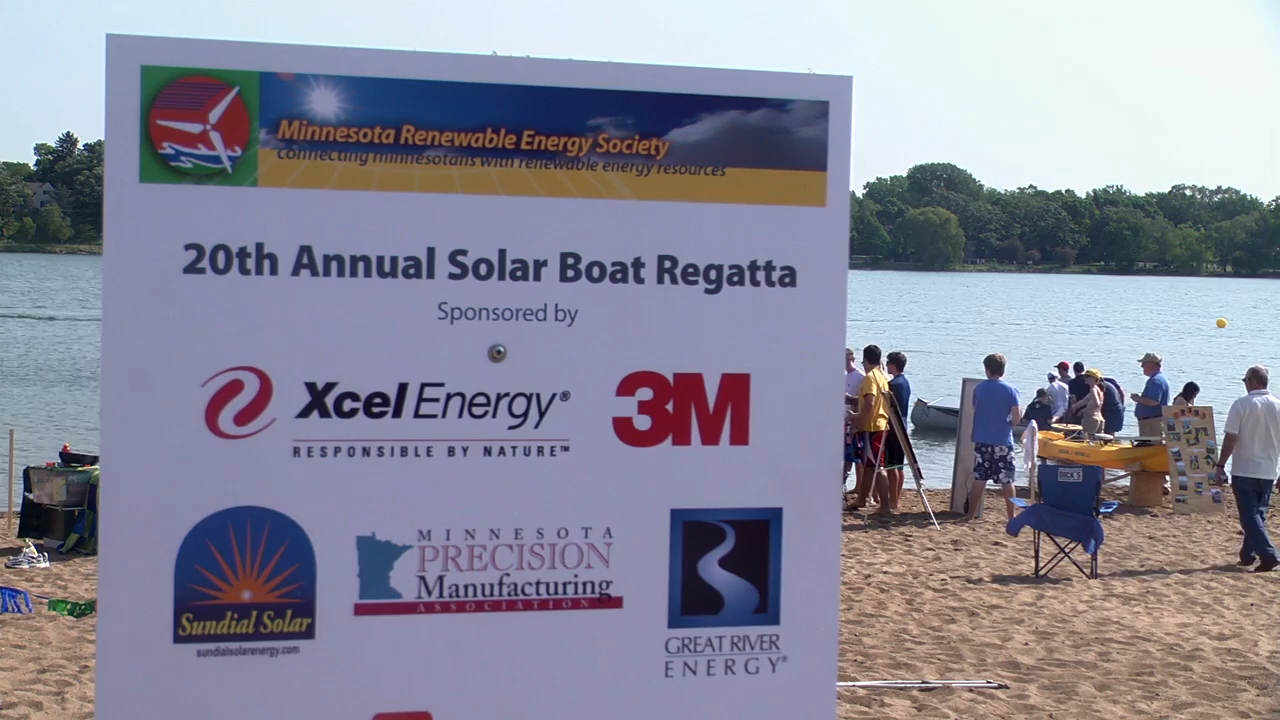 Minnesota Renewable Energy Society
connecting minnesotans with renewable energy resources
20th Annual Solar Boat Regatta
Sponsored by
Xcel Energy®
RESPONSIBLE BY NATURE™
3M
Sundial Solar
sundialsolarenergy.com
MINNESOTA
PRECISION
Manufacturing
ASSOCIATION
GREAT RIVER
ENERGY®
DICK'S